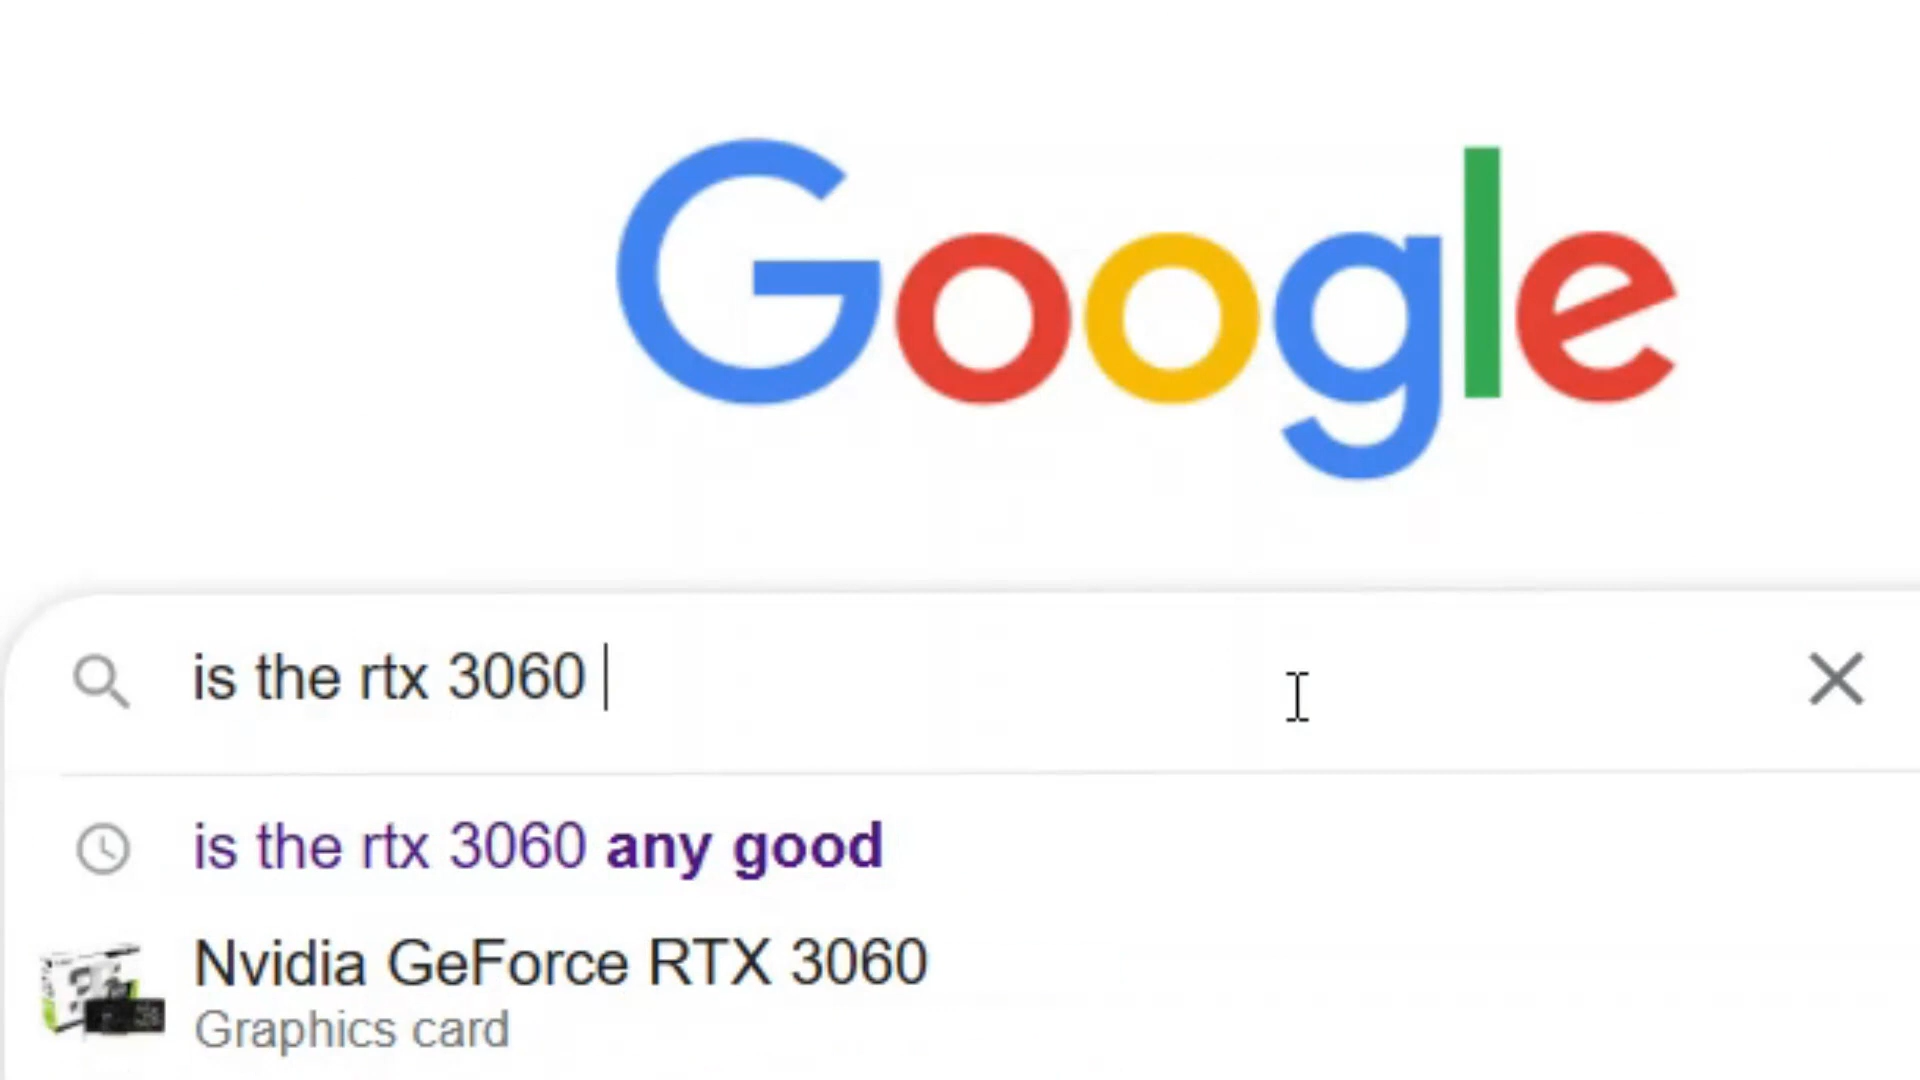 Google
is the rtx 3060
is the rtx 3060 any good
Nvidia GeForce RTX 3060
Graphics card